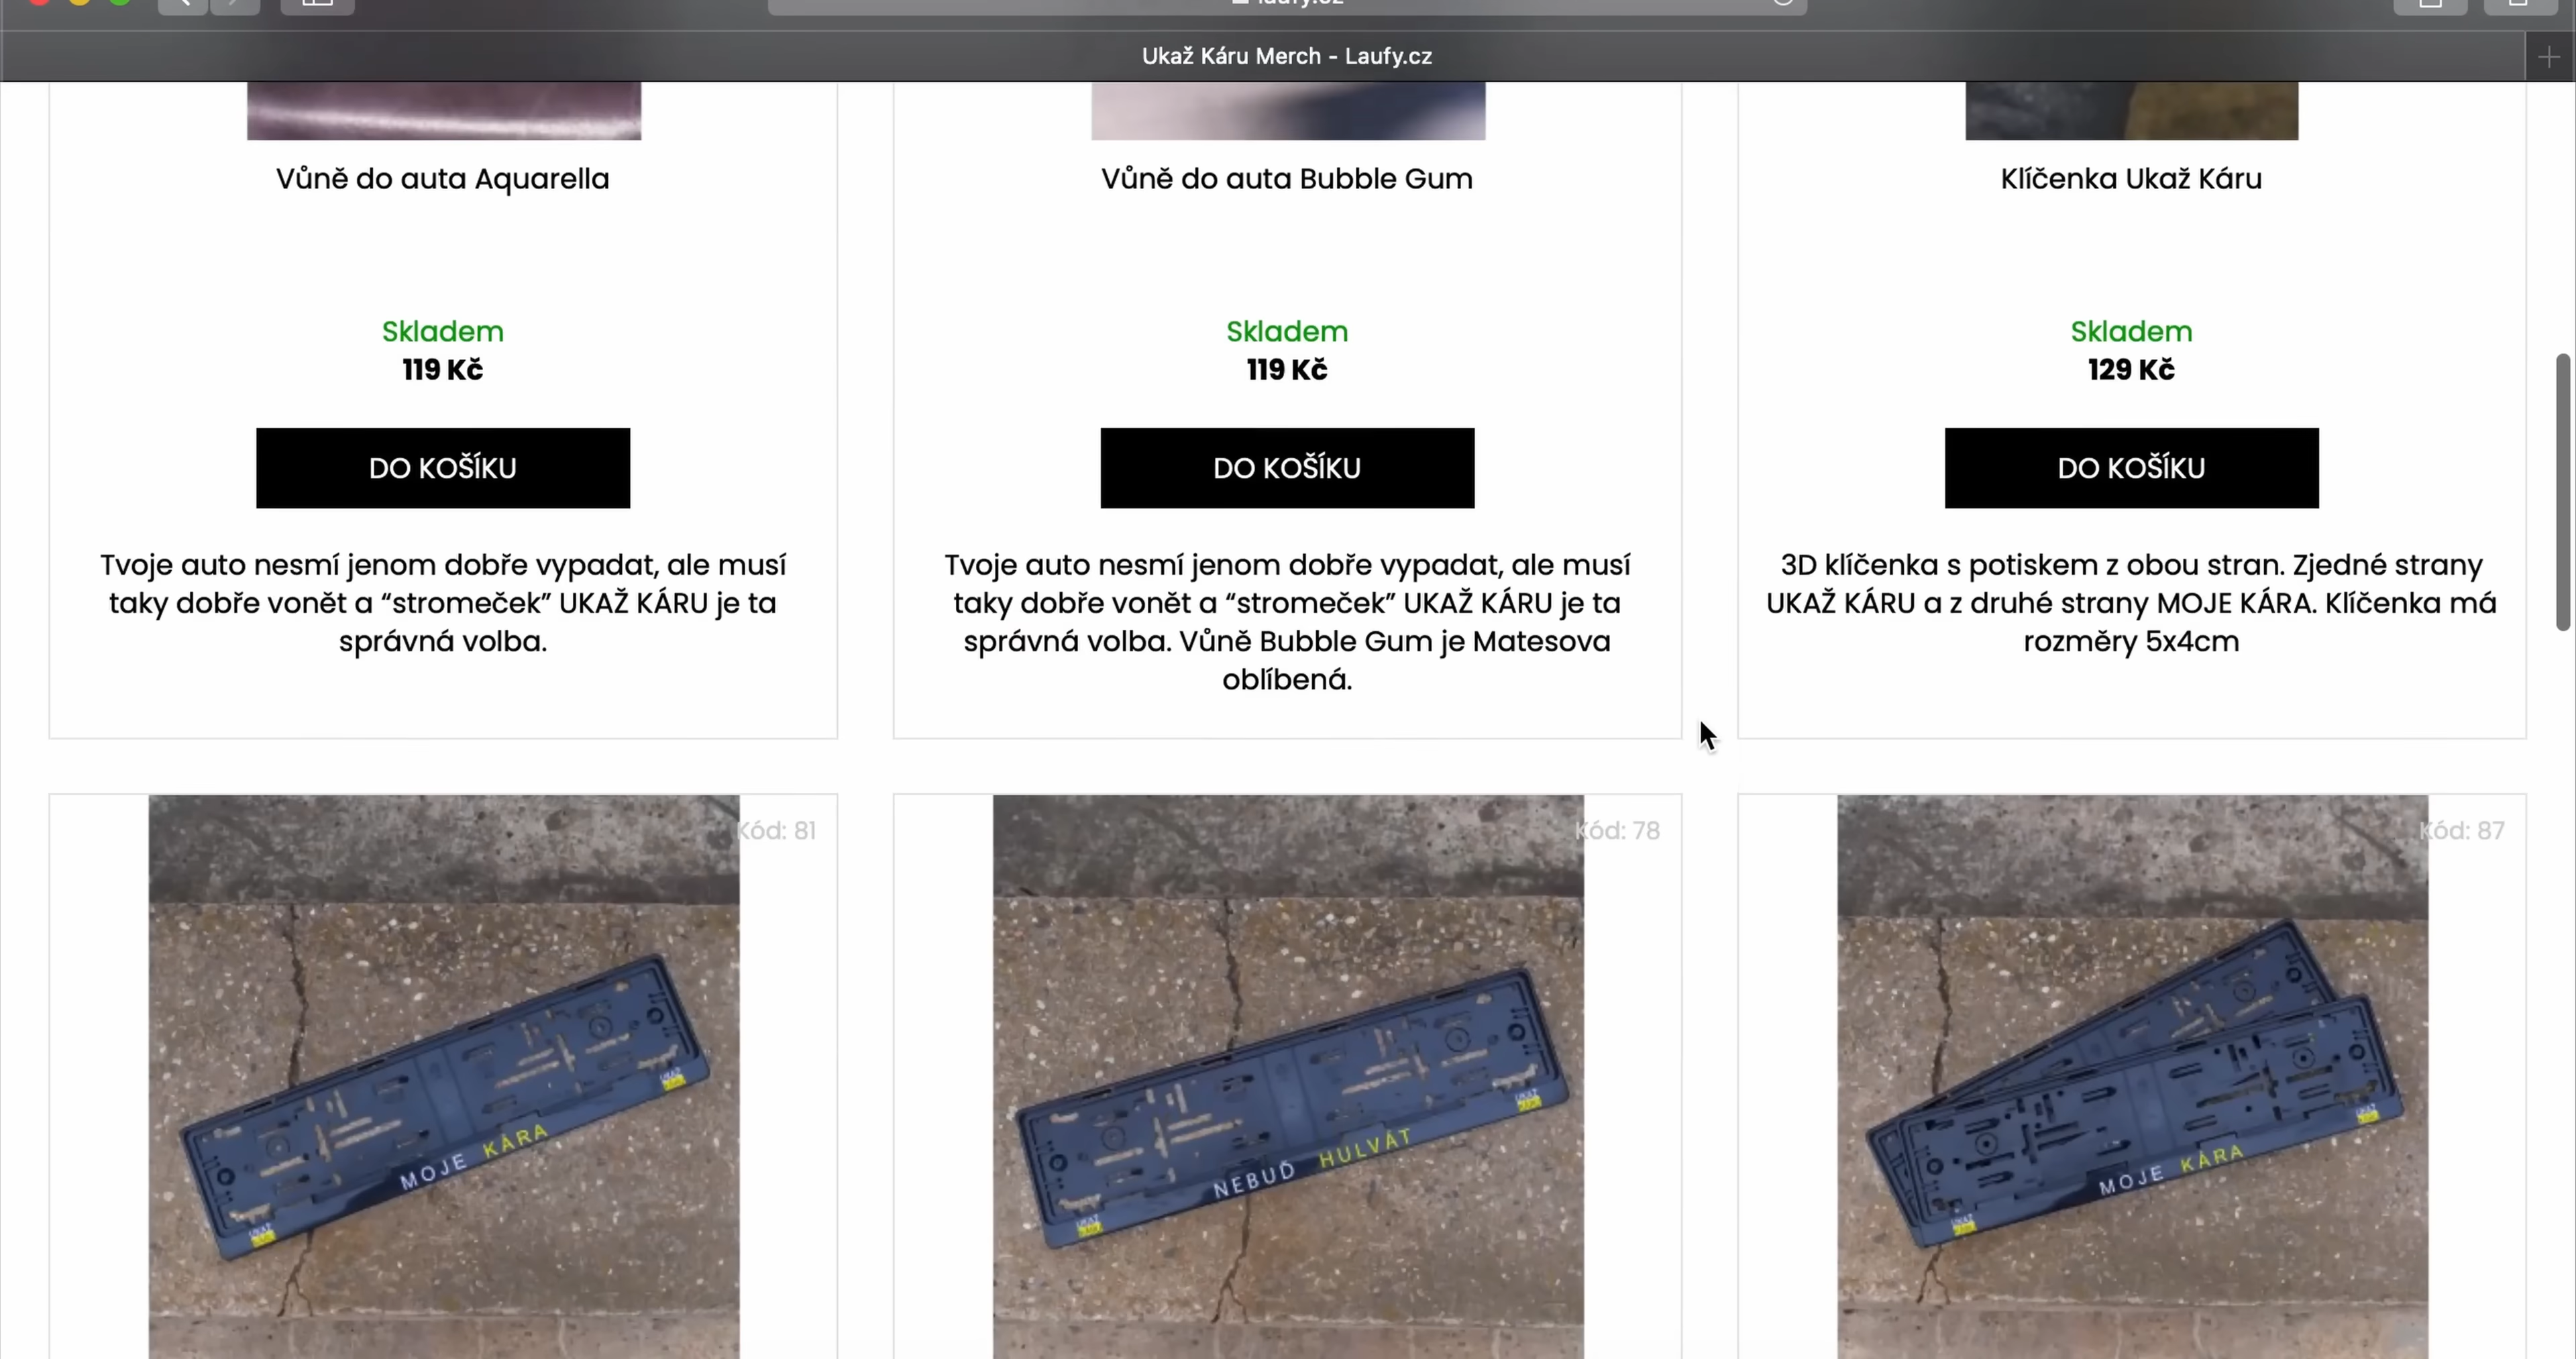 laufy.cz
Ukaž Káru Merch - Laufy.cz
Vůně do auta Aquarella
Skladem
119 Kč
DO KOŠÍKU
Tvoje auto nesmí jenom dobře vypadat, ale musí
taky dobře vonět a “stromeček” UKAŽ KÁRU je ta
správná volba.
Vůně do auta Bubble Gum
Skladem
119 Kč
DO KOŠÍKU
Tvoje auto nesmí jenom dobře vypadat, ale musí
taky dobře vonět a “stromeček” UKAŽ KÁRU je ta
správná volba. Vůně Bubble Gum je Matesova
oblíbená.
Klíčenka Ukaž Káru
Skladem
129 Kč
DO KOŠÍKU
3D klíčenka s potiskem z obou stran. Zjedné strany
UKAŽ KÁRU a z druhé strany MOJE KÁRA. Klíčenka má
rozměry 5x4cm
Kód: 81
MOJE KÁRA
Kód: 78
NEBUĎ HULVÁT
Kód: 87
MOJE KÁRA